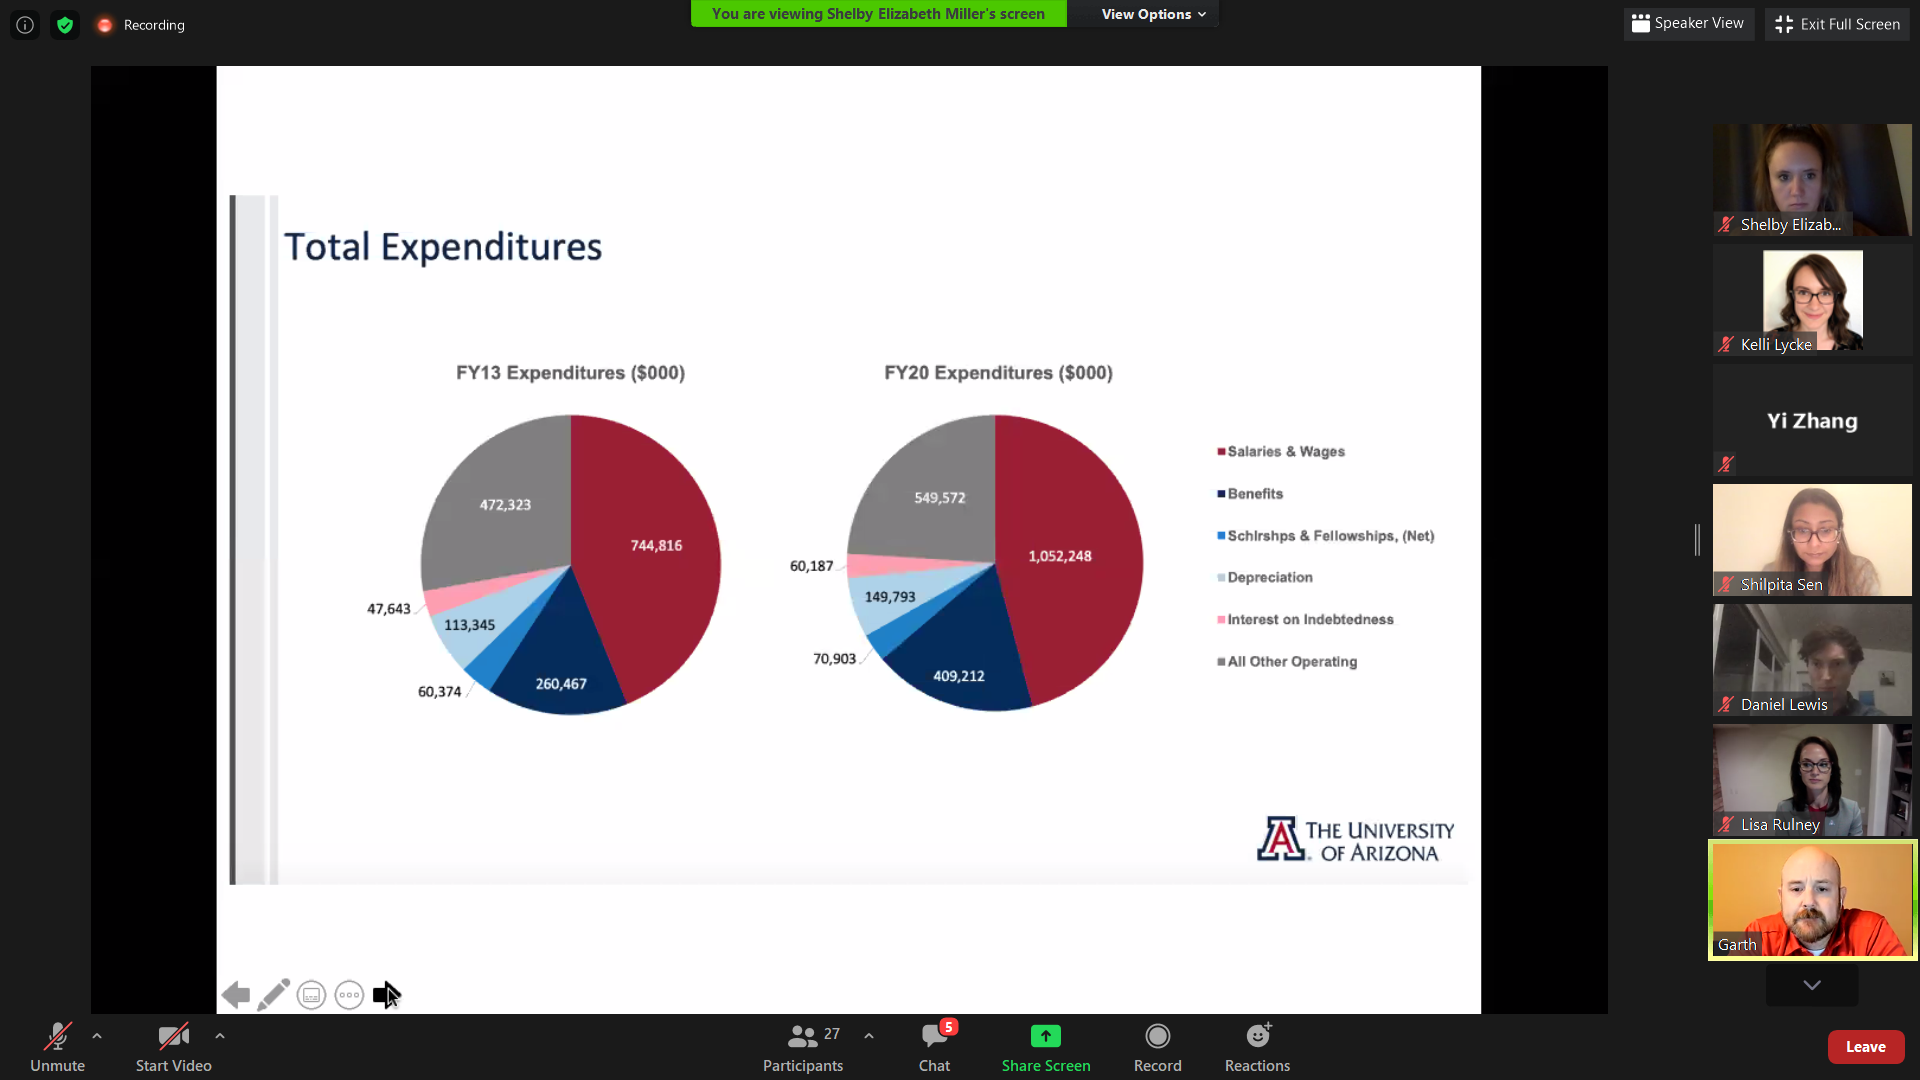 Recording
You are viewing Shelby Elizabeth Miller's screen
View Options
Speaker View
Exit Full Screen
Total Expenditures
FY13 Expenditures ($000)
472,323
744,816
47,643
113,345
60,374
260,467
FY20 Expenditures ($000)
549,572
1,052,248
60,187
149,793
70,903
409,212
Salaries & Wages
Benefits
Schlrshps & Fellowships, (Net)
Depreciation
Interest on Indebtedness
All Other Operating
A THE UNIVERSITY
OF ARIZONA
Shelby Elizab...
Kelli Lycke
Yi Zhang
Shilpita Sen
Daniel Lewis
Lisa Rulney
Garth
Unmute
Start Video
27
Participants
5
Chat
Share Screen
Record
Reactions
Leave